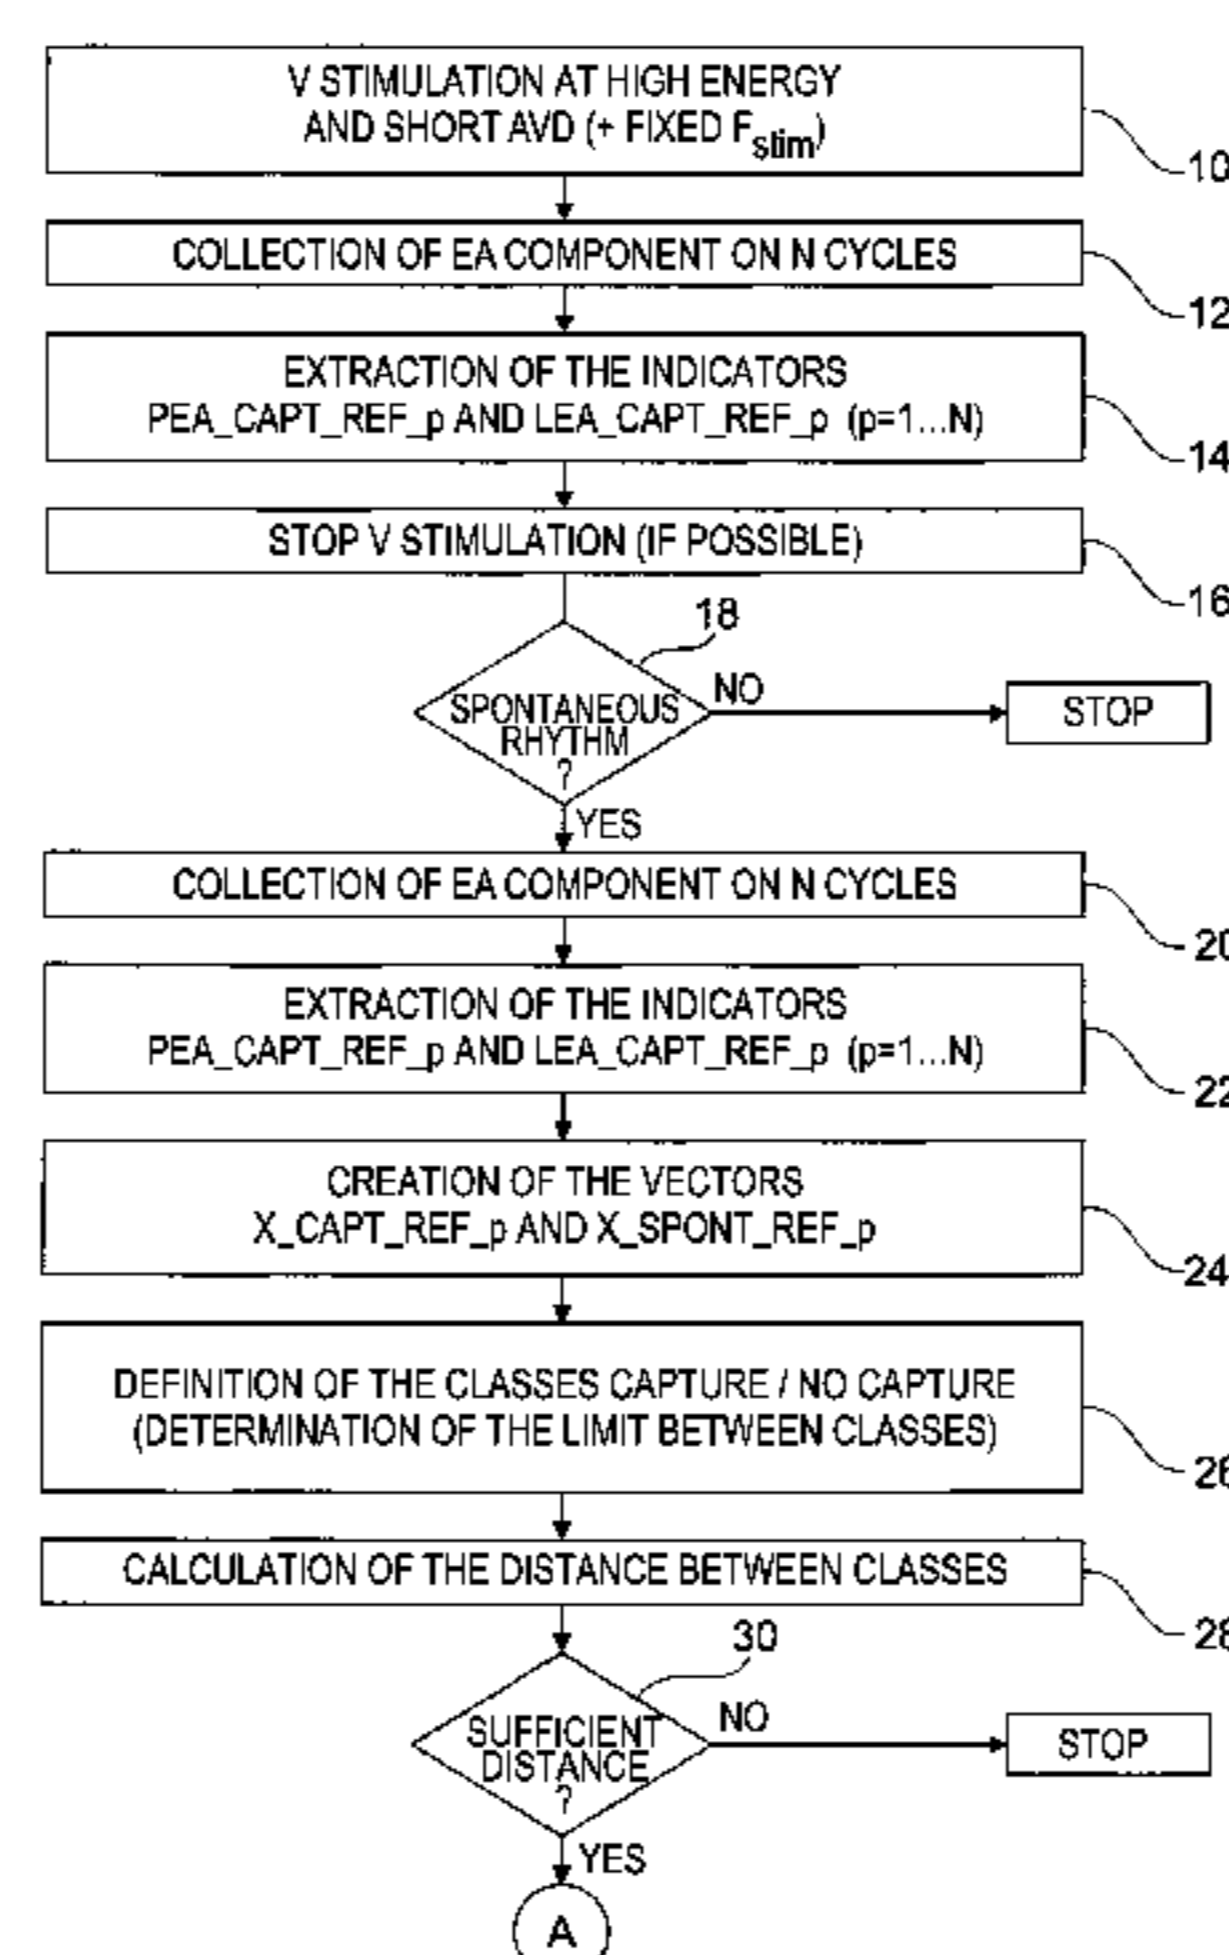 V STIMULATION AT HIGH ENERGY
AND SHORT AVD (+ FIXED Fstim)
10
COLLECTION OF EA COMPONENT ON N CYCLES
12
EXTRACTION OF THE INDICATORS
PEA_CAPT_REF_p AND LEA_CAPT_REF_p (p=1...N)
14
STOP V STIMULATION (IF POSSIBLE)
16
18
SPONTANEOUS
RHYTHM
?
NO
STOP
YES
COLLECTION OF EA COMPONENT ON N CYCLES
20
EXTRACTION OF THE INDICATORS
PEA_CAPT_REF_p AND LEA_CAPT_REF_p (p=1...N)
22
CREATION OF THE VECTORS
X_CAPT_REF_p AND X_SPONT_REF_p
24
DEFINITION OF THE CLASSES CAPTURE / NO CAPTURE
(DETERMINATION OF THE LIMIT BETWEEN CLASSES)
26
CALCULATION OF THE DISTANCE BETWEEN CLASSES
28
30
SUFFICIENT
DISTANCE
?
NO
STOP
YES
A